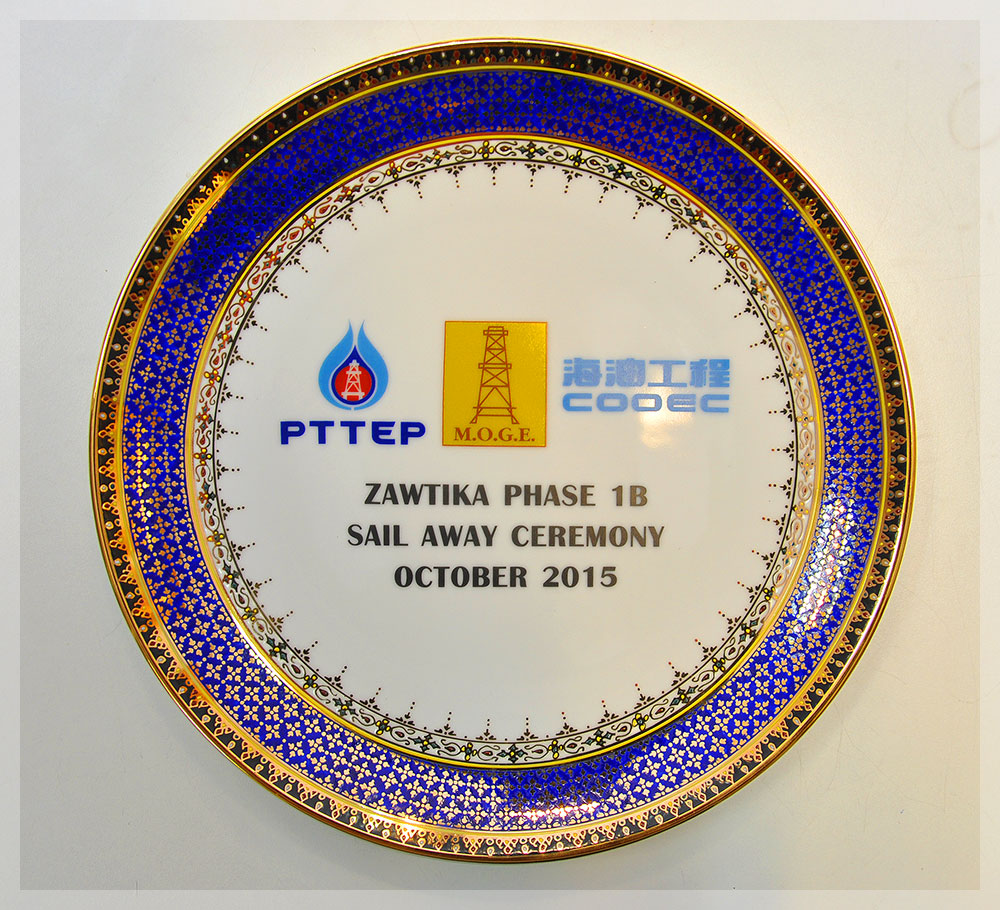 PTTEP
M.O.G.E.
海油工程
COOEC
ZAWTIKA PHASE 1B
SAIL AWAY CEREMONY
OCTOBER 2015